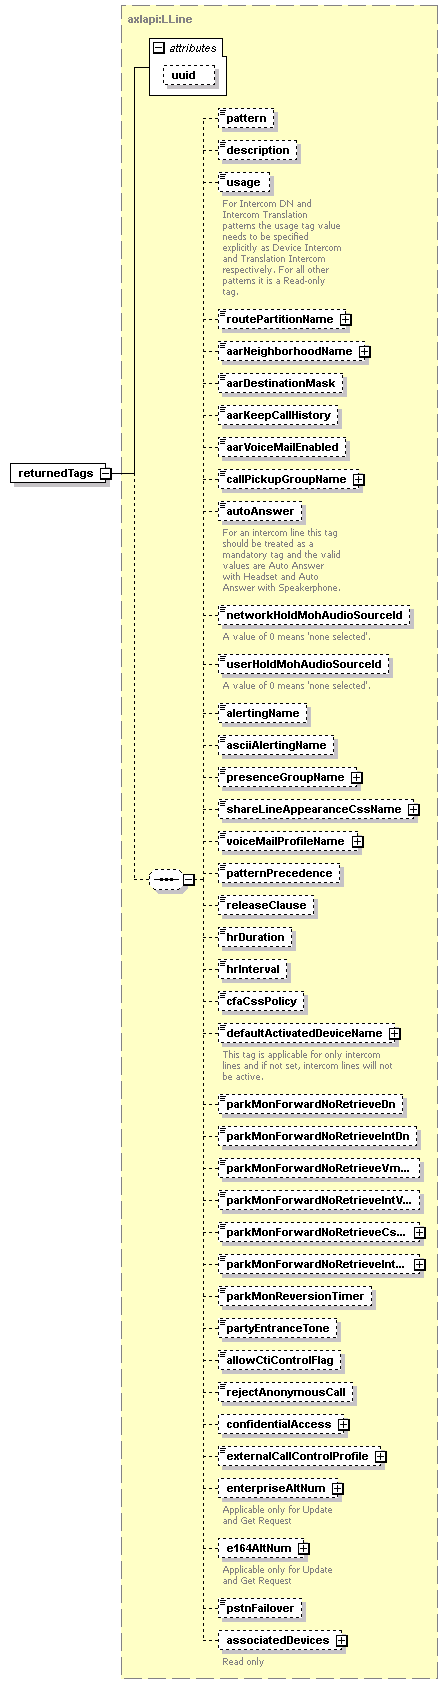 axlapi:LLine
attributes
uuid
pattern
description
usage
For Intercom DN and
Intercom Translation
patterns the usage tag value
needs to be specified
explicitly as Device Intercom
and Translation Intercom
respectively. For all other
patterns it is a Read-only
tag.
routePartitionName
aarNeighborhoodName
aarDestinationMask
aarKeepCallHistory
aarVoiceMailEnabled
returnedTags
callPickupGroupName
autoAnswer
For an intercom line this tag
should be treated as a
mandatory tag and the valid
values are Auto Answer
with Headset and Auto
Answer with Speakerphone.
networkHoldMohAudioSourceId
A value of 0 means 'none selected'.
userHoldMohAudioSourceId
A value of 0 means 'none selected'.
alertingName
asciiAlertingName
presenceGroupName
shareLineAppearanceCssName
voiceMailProfileName
patternPrecedence
releaseClause
hrDuration
hrInterval
cfaCssPolicy
defaultActivatedDeviceName
This tag is applicable for only intercom
lines and if not set, intercom lines will not
be active.
parkMonForwardNoRetrieveDn
parkMonForwardNoRetrieveIntDn
parkMonForwardNoRetrieveVm...
parkMonForwardNoRetrieveIntV...
parkMonForwardNoRetrieveCs...
parkMonForwardNoRetrieveInt...
parkMonReversionTimer
partyEntranceTone
allowCtiControlFlag
rejectAnonymousCall
confidentialAccess
externalCallControlProfile
enterpriseAltNum
Applicable only for Update
and Get Request
e164AltNum
Applicable only for Update
and Get Request
pstnFailover
associatedDevices
Read only